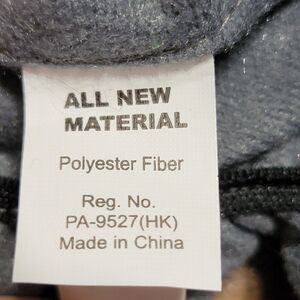 ALL NEW
MATERIAL
Polyester Fiber
Reg. No.
PA-9527(HK)
Made in China